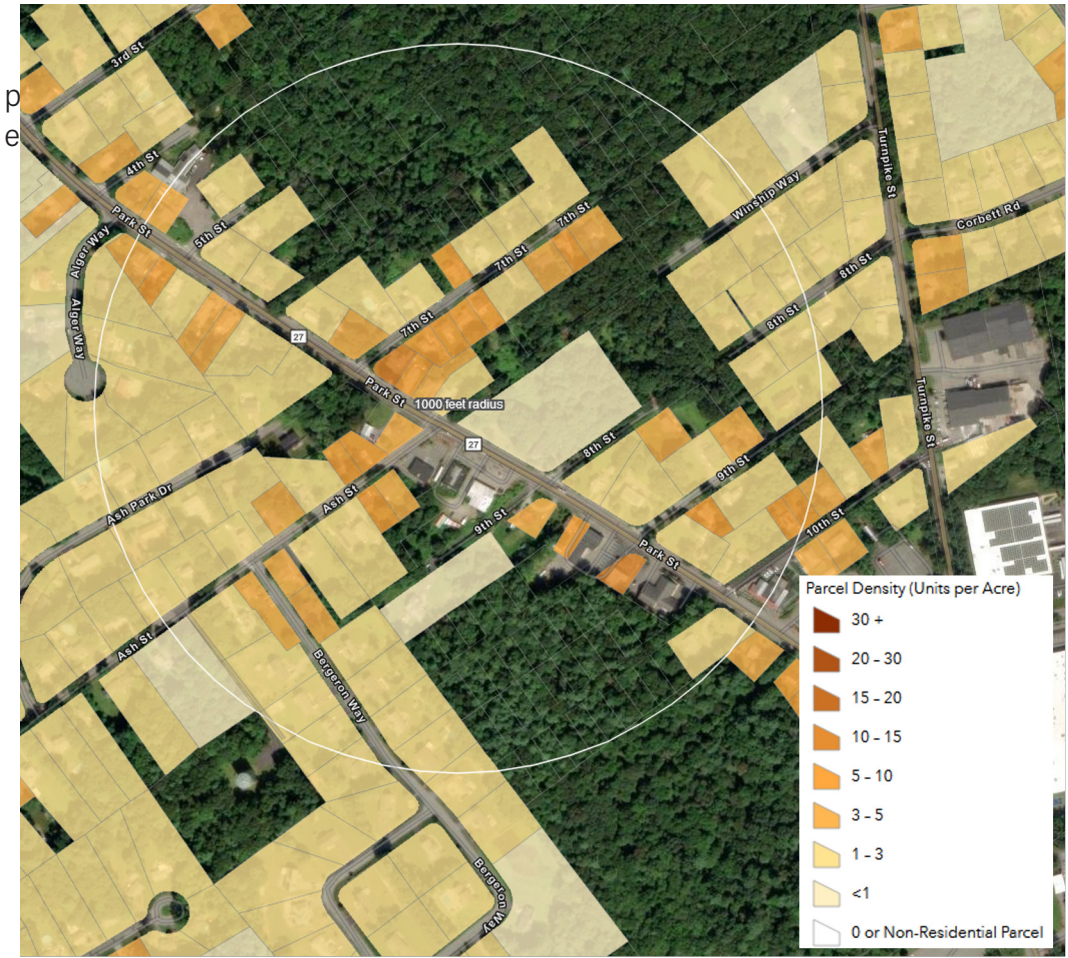 p
e
3rd St
4th St
5th St
Park St
Alger Way
Alger Way
27
7th St
7th St
7th St
Park St
1000 feet radius
27
Winship Way
Turnpike St
Corbett Rd
8th St
8th St
Turnpike St
8th St
9th St
10th St
Ash Park Dr
Ash St
9th St
Park St
Ash St
Bergeron Way
Bergeron Way
Parcel Density (Units per Acre)
30 +
20 - 30
15 - 20
10 - 15
5 - 10
3 - 5
1 - 3
<1
0 or Non-Residential Parcel